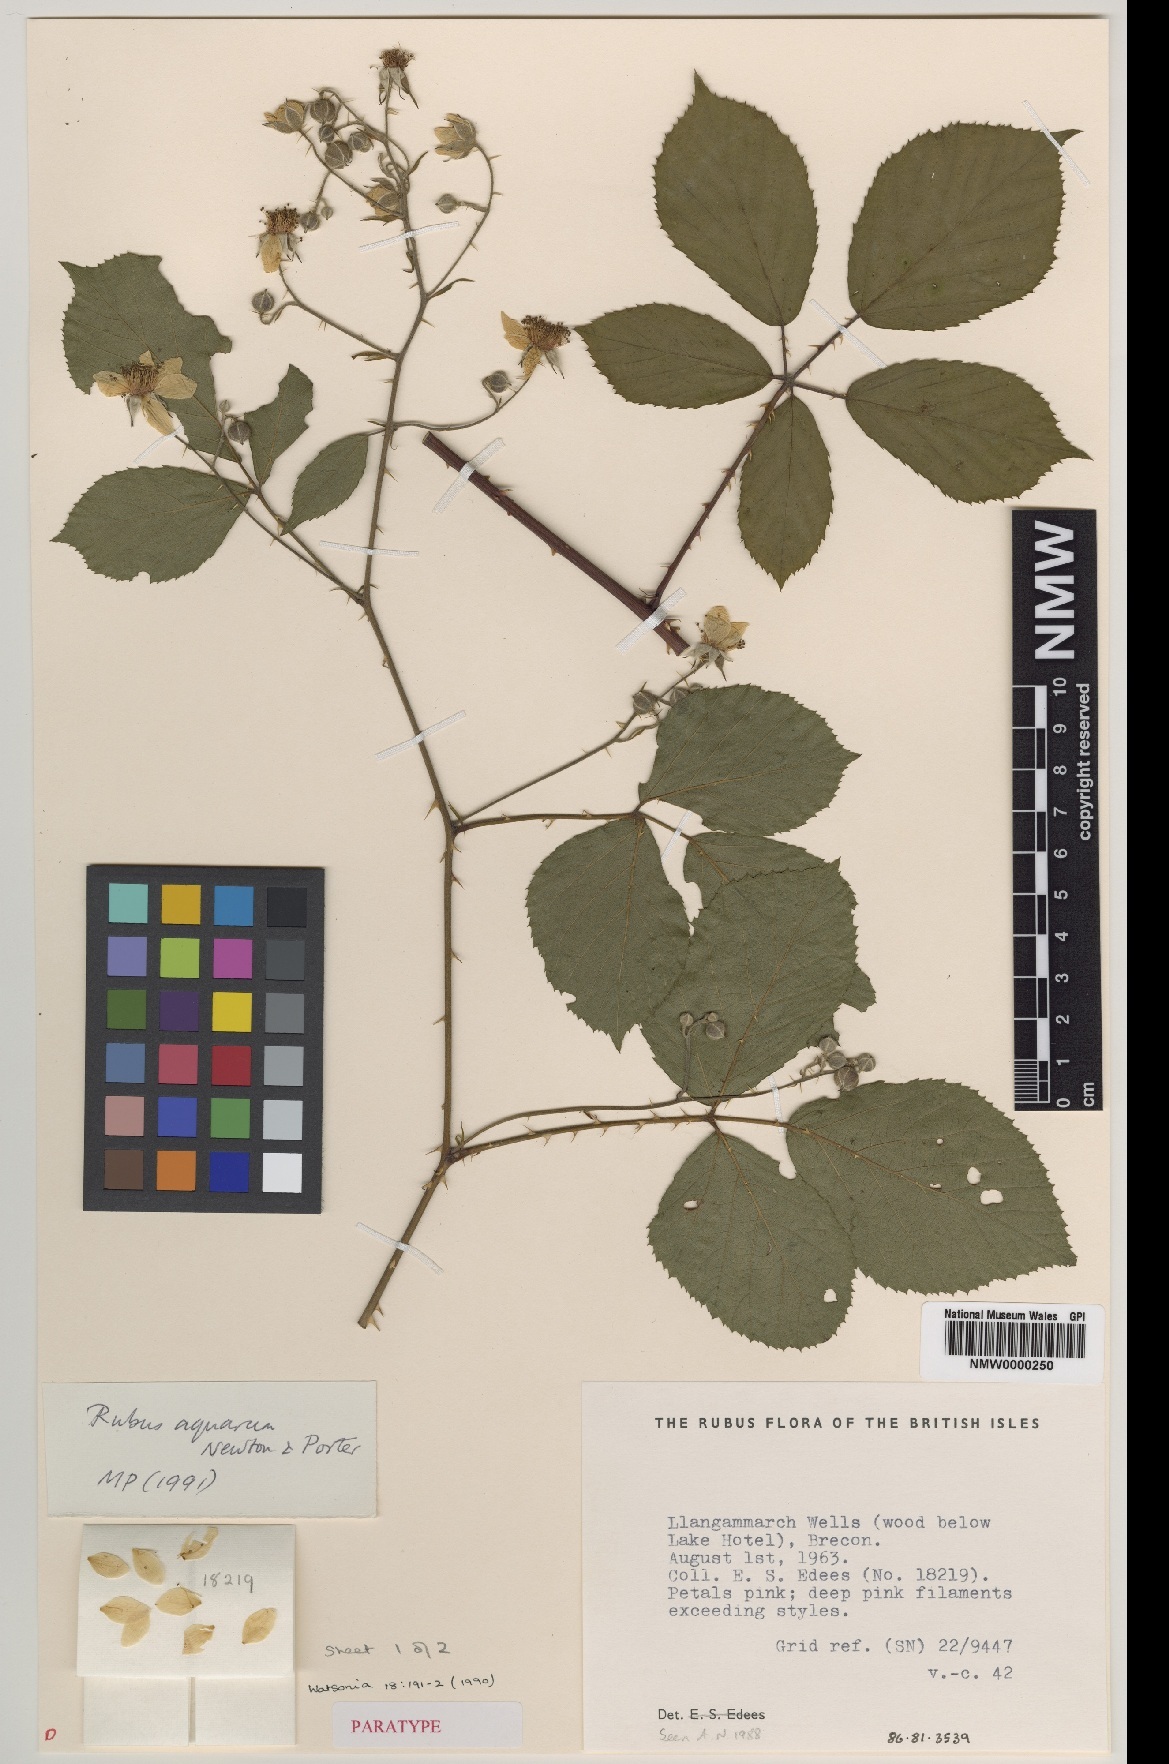 NMW
copyright reserved
10
9
8
7
6
5
4
3
2
1
0
cm
National Museum Wales GPI
NMW0000250
Rubus aquarum
Newton & Porter
MP (1991)
18219
Sheet 1 of 2
Watsonia 18:191-2 (1990)
PARATYPE
D
THE RUBUS FLORA OF THE BRITISH ISLES
Llangammarch Wells (wood below
Lake Hotel), Brecon.
August 1st, 1963.
Coll. E. S. Edees (No. 18219).
Petals pink; deep pink filaments
exceeding styles.
Grid ref. (SN) 22/9447
v.-c. 42
Det. E. S. Edees
Seen A. N. 1988
86.81.3539